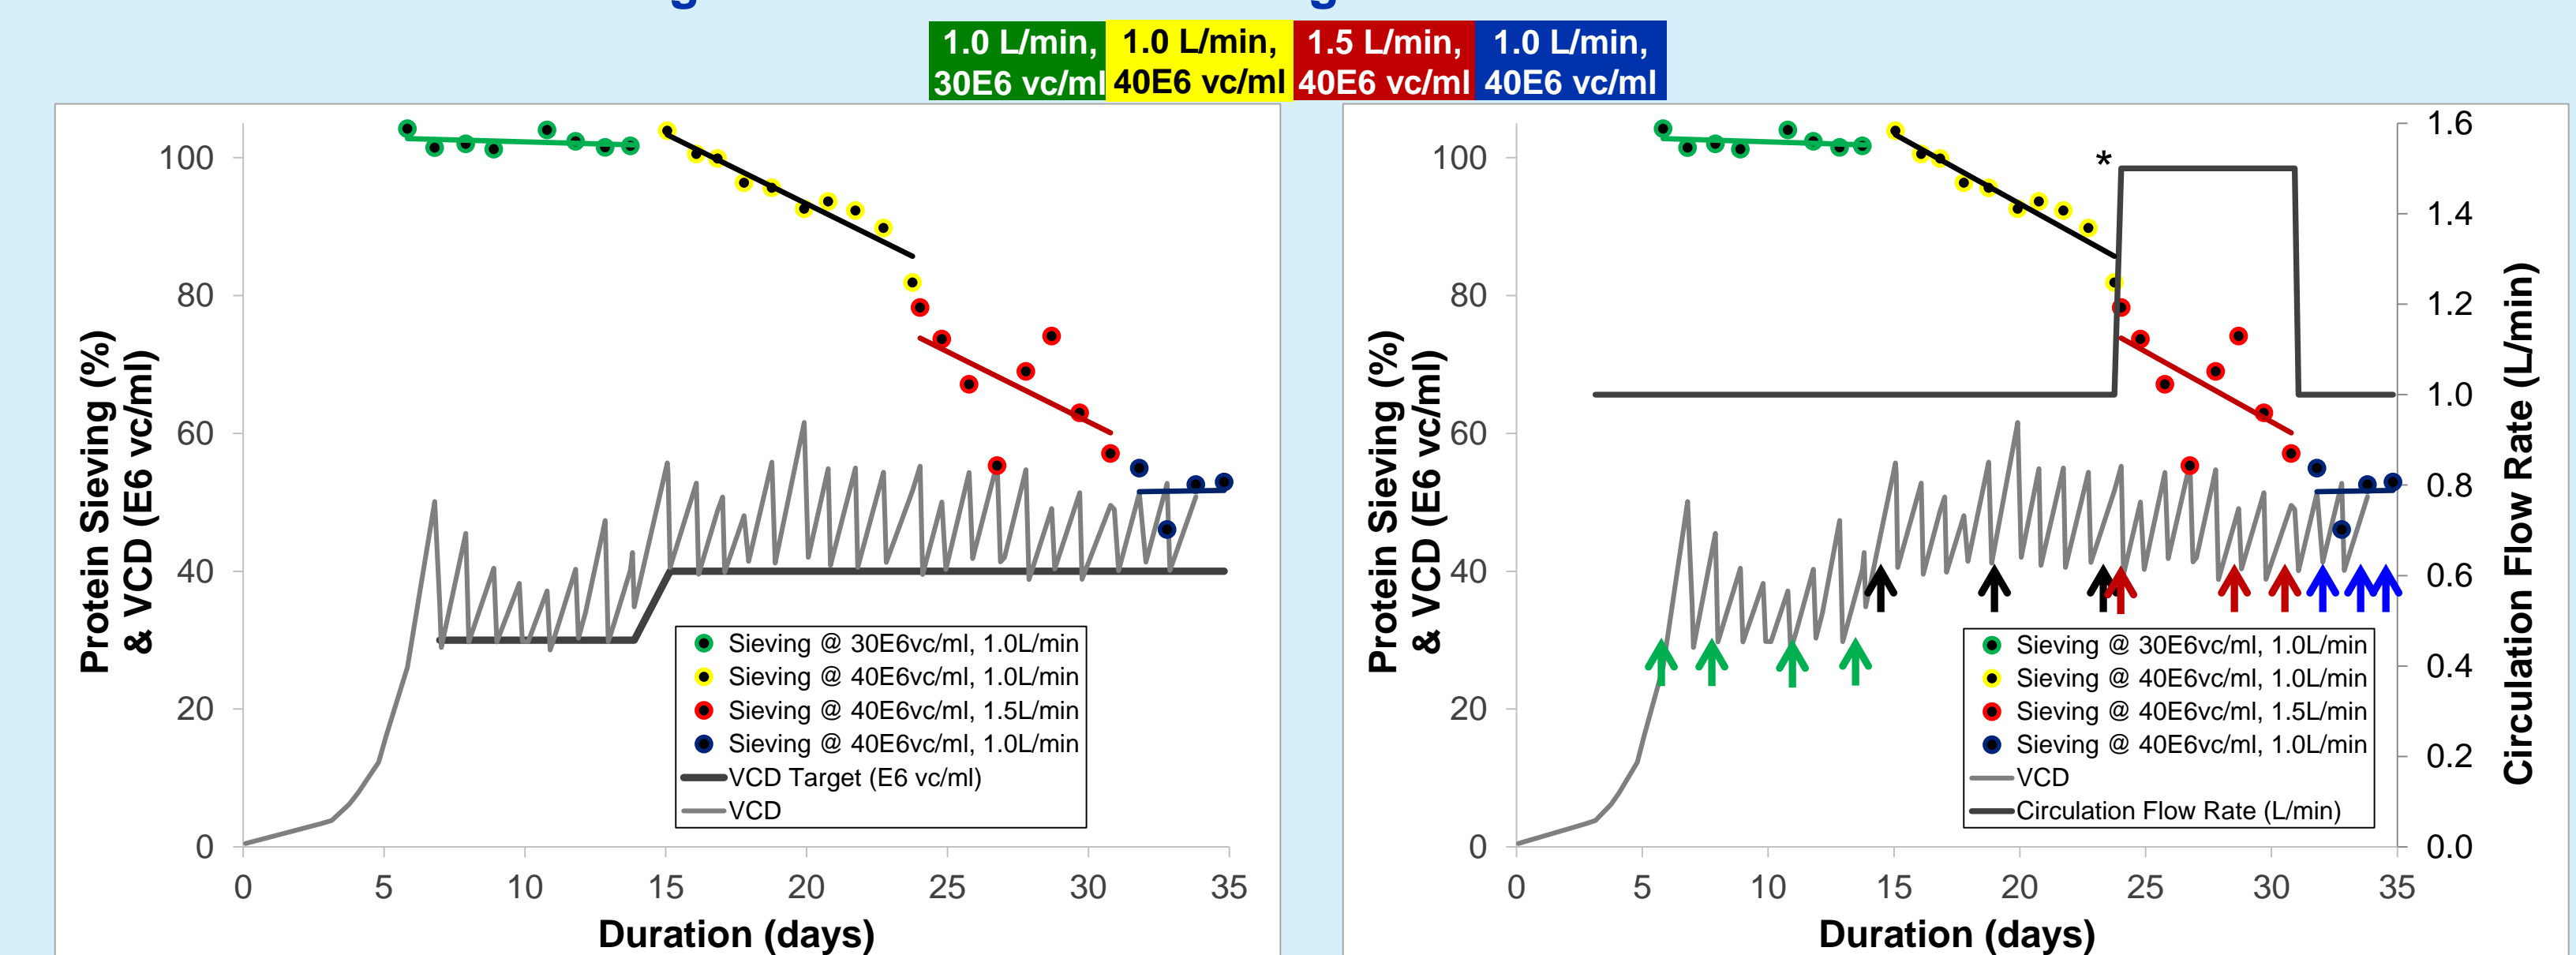 1.0 L/min,
30E6 vc/ml
1.0 L/min,
40E6 vc/ml
1.5 L/min,
40E6 vc/ml
1.0 L/min,
40E6 vc/ml
Protein Sieving (%)
& VCD (E6 vc/ml)
100
80
60
40
20
0
0 5 10 15 20 25 30 35
Duration (days)
Sieving @ 30E6vc/ml, 1.0L/min
Sieving @ 40E6vc/ml, 1.0L/min
Sieving @ 40E6vc/ml, 1.5L/min
Sieving @ 40E6vc/ml, 1.0L/min
VCD Target (E6 vc/ml)
VCD
Protein Sieving (%)
& VCD (E6 vc/ml)
100
80
60
40
20
0
*
0 5 10 15 20 25 30 35
Duration (days)
1.6
1.4
1.2
1.0
0.8
0.6
0.4
0.2
0.0
Circulation Flow Rate (L/min)
Sieving @ 30E6vc/ml, 1.0L/min
Sieving @ 40E6vc/ml, 1.0L/min
Sieving @ 40E6vc/ml, 1.5L/min
Sieving @ 40E6vc/ml, 1.0L/min
VCD
Circulation Flow Rate (L/min)